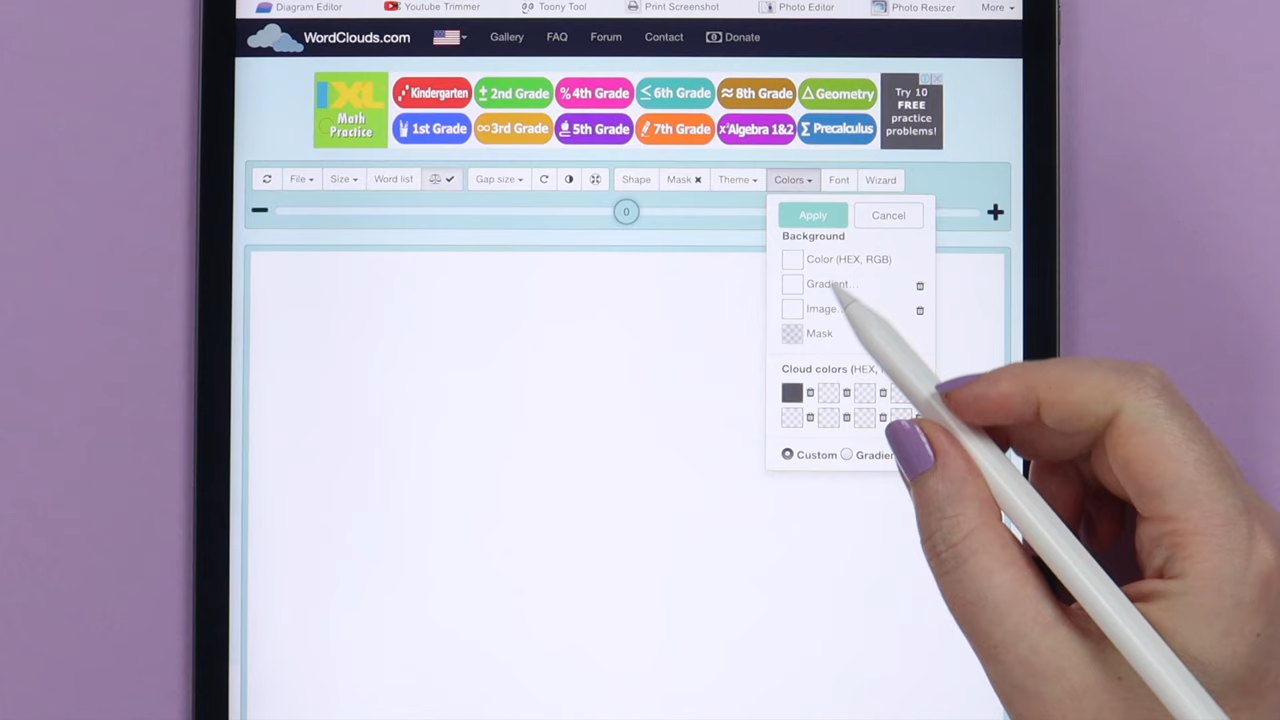 Diagram Editor Youtube Trimmer Toony Tool Print Screenshot Photo Editor Photo Resizer More
WordClouds.com Gallery FAQ Forum Contact Donate
IXL Math Practice
Kindergarten 2nd Grade 4th Grade 6th Grade 8th Grade Geometry
1st Grade 3rd Grade 5th Grade 7th Grade Algebra 1&2 Precalculus
Try 10
FREE
practice
problems!
File Size Word list Gap size Shape Mask Theme Colors Font Wizard
0
Apply Cancel
Background
Color (HEX, RGB)
Gradient...
Image
Mask
Cloud colors (HEX,
Custom Gradien